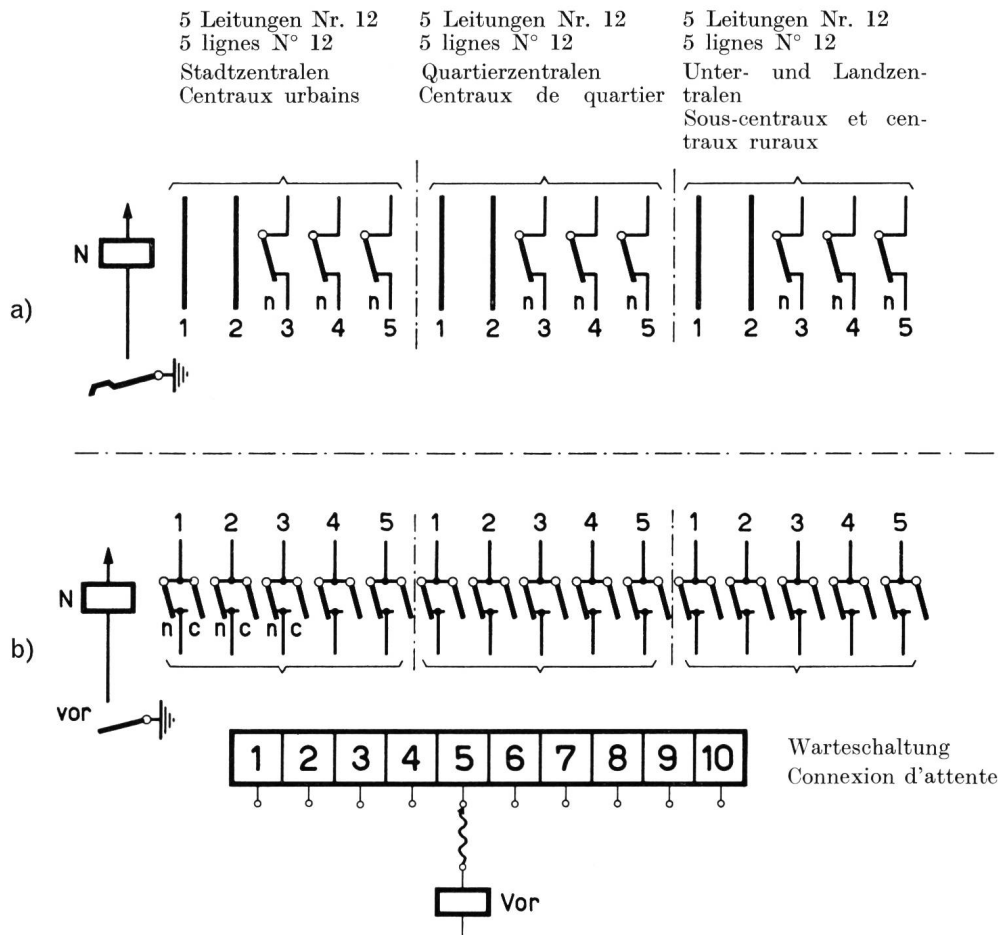 5 Leitungen Nr. 12
5 lignes N° 12
Stadtzentralen
Centraux urbains
5 Leitungen Nr. 12
5 lignes N° 12
Quartierzentralen
Centraux de quartier
5 Leitungen Nr. 12
5 lignes N° 12
Unter- und Landzen-
tralen
Sous-centraux et cen-
traux ruraux
a)
N
n n n n n n n n n
1 2 3 4 5 1 2 3 4 5 1 2 3 4 5
1 2 3 4 5 1 2 3 4 5 1 2 3 4 5
b)
N
n c n c n c
vor
1 2 3 4 5 6 7 8 9 10
Warteschaltung
Connexion d'attente
Vor